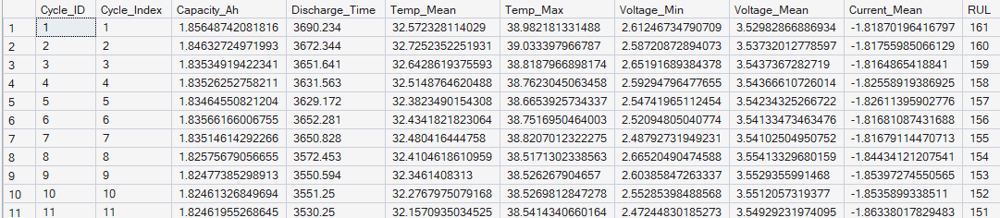 Cycle_ID Cycle_Index Capacity_Ah Discharge_Time Temp_Mean Temp_Max Voltage_Min Voltage_Mean Current_Mean RUL
1 1 1 1.85648742081816 3690.234 32.572328114029 38.982181331488 2.61246734790709 3.52982866886934 -1.81870196416797 161
2 2 2 1.84632724971993 3672.344 32.7252352251931 39.033397966787 2.58720872894073 3.53732012778597 -1.81755985066129 160
3 3 3 1.83534919422341 3651.641 32.6428619375593 38.8187966898174 2.65191689384378 3.5437367282719 -1.8164865418841 159
4 4 4 1.83526252758211 3631.563 32.5148764620488 38.7623045063458 2.59294796477655 3.54366610726014 -1.82558919386925 158
5 5 5 1.83464550821204 3629.172 32.3823490154308 38.6653925734337 2.54741965112454 3.54234325266722 -1.82611395902776 157
6 6 6 1.83566166006755 3652.281 32.4341821823064 38.7516950464003 2.52094805040774 3.54133473463476 -1.81681087431688 156
7 7 7 1.835146142922​66 3650.828 32.480416444758 38.8207012322275 2.48792731949231 3.54102504950752 -1.81679114470713 155
8 8 8 1.82575679056655 3572.453 32.4104618610959 38.5171302338563 2.66520490474588 3.55413329680159 -1.84434121207541 154
9 9 9 1.82477385298913 3550.594 32.3461408313 38.526267904657 2.60385847263337 3.5529355991468 -1.85397274550565 153
10 10 10 1.82461326849694 3551.25 32.2767975079168 38.5269812847278 2.55285398488568 3.5512057319377 -1.8535899338511 152
11 11 11 1.82461955268645 3530.25 32.1570935034525 38.5414340660164 2.47244830185273 3.54929231974095 -1.86338017829483 151